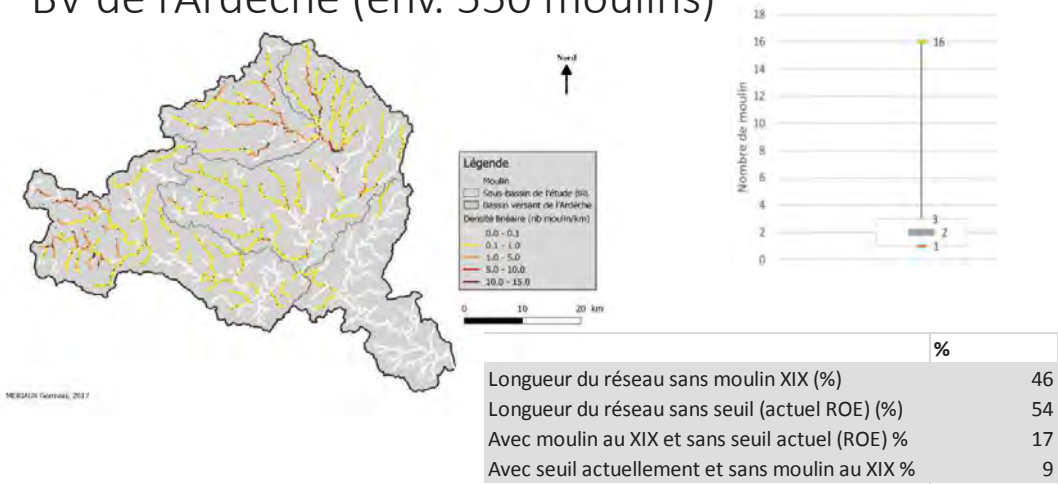 BV de l'Ardèche (env. 550 moulins)
Nord
Légende
Moulin
Sous-bassin de l'étude BRL
Bassin versant de l'Ardèche
Densité linéaire (nb moulin/km)
0.0 - 0.1
0.1 - 1.0
1.0 - 5.0
5.0 - 10.0
10.0 - 15.0
0 10 20 km
MERIAUX Germain, 2017
Nombre de moulin
18
16
14
12
10
8
6
4
2
0
16
3
2
1
%
Longueur du réseau sans moulin XIX (%) 46
Longueur du réseau sans seuil (actuel ROE) (%) 54
Avec moulin au XIX et sans seuil actuel (ROE) % 17
Avec seuil actuellement et sans moulin au XIX % 9